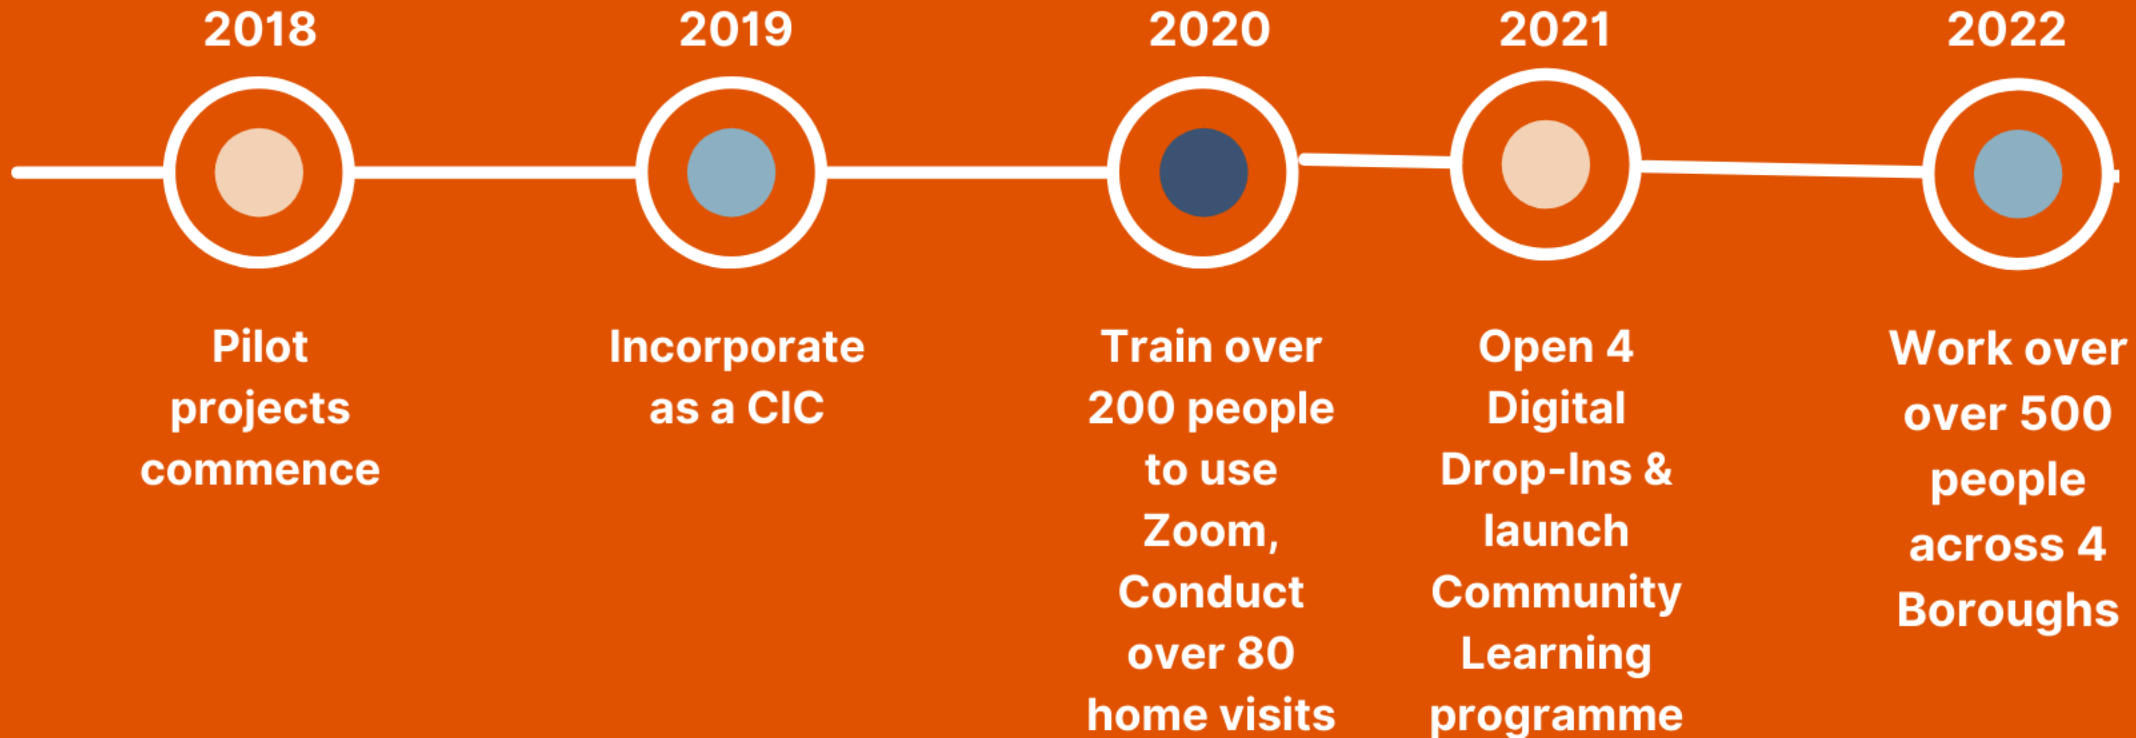 2018
Pilot
projects
commence
2019
Incorporate
as a CIC
2020
Train over
200 people
to use
Zoom,
Conduct
over 80
home visits
2021
Open 4
Digital
Drop-Ins &
launch
Community
Learning
programme
2022
Work over
over 500
people
across 4
Boroughs